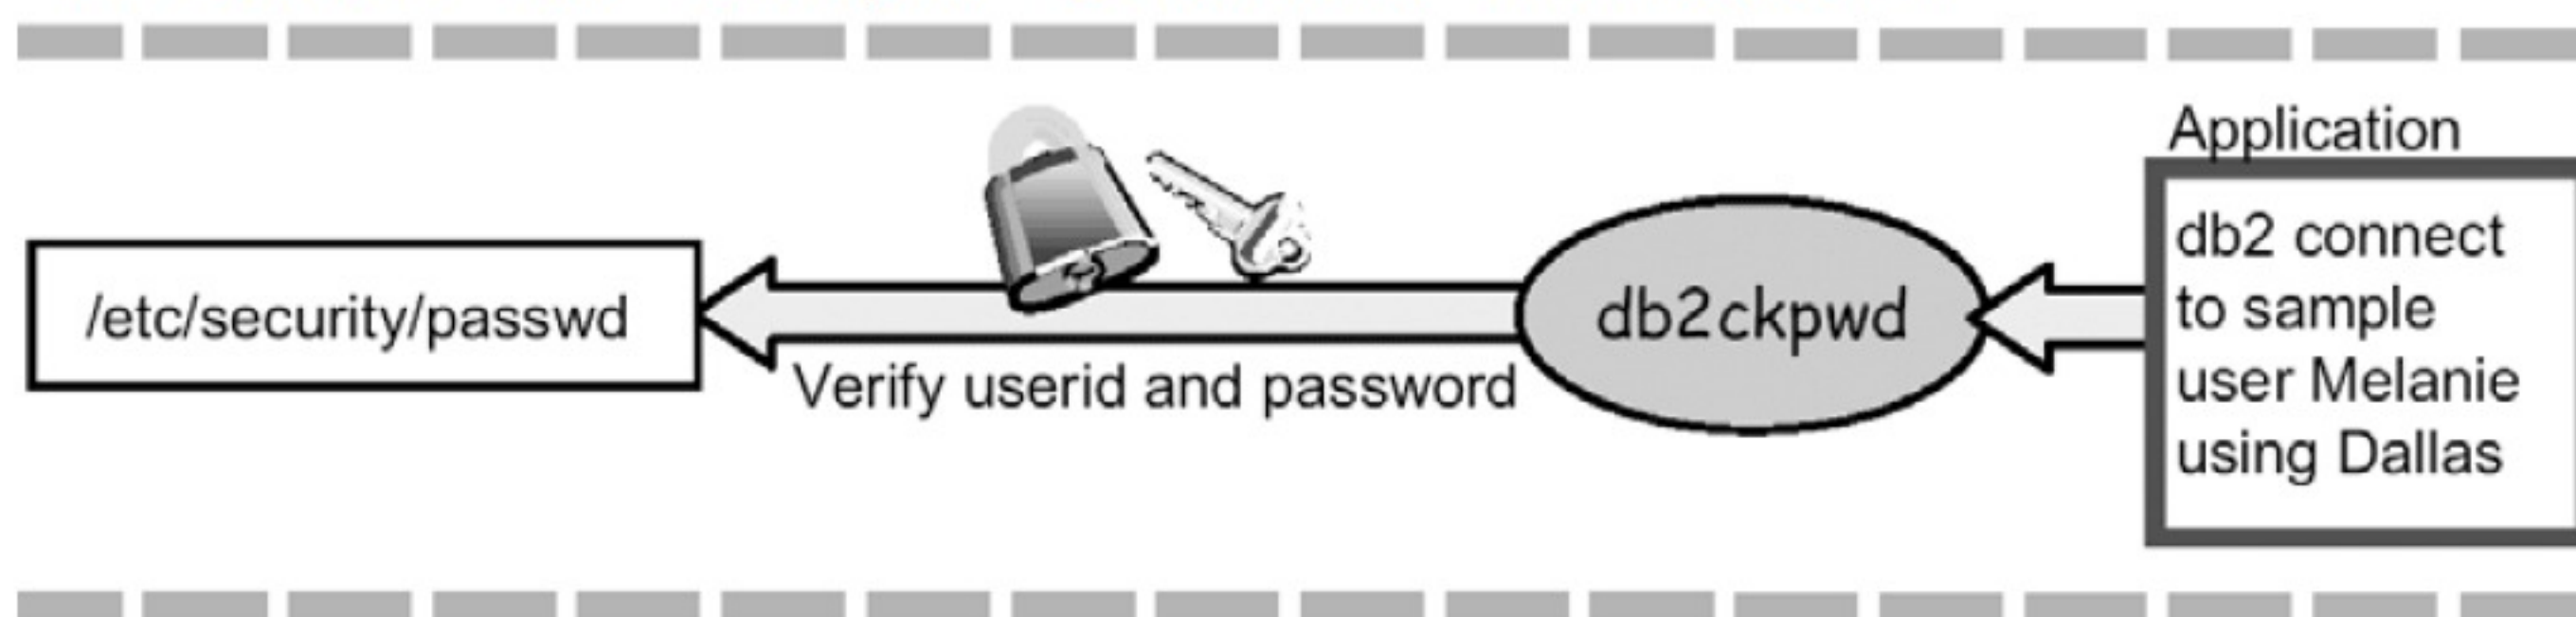 Application
db2 connect
to sample
user Melanie
using Dallas
db2ckpwd
Verify userid and password
/etc/security/passwd